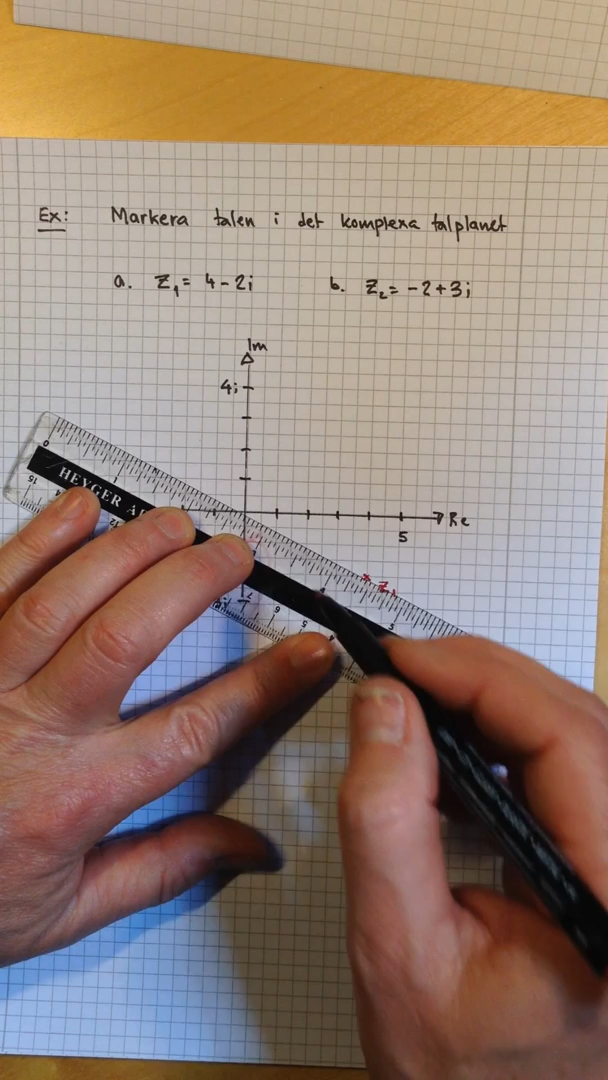 Ex: Markera talen i det komplexa talplanet
a. Z₁ = 4 - 2i b. Z₂ = -2 + 3i
Im
4i
Re
5
Z₁
HEYGER